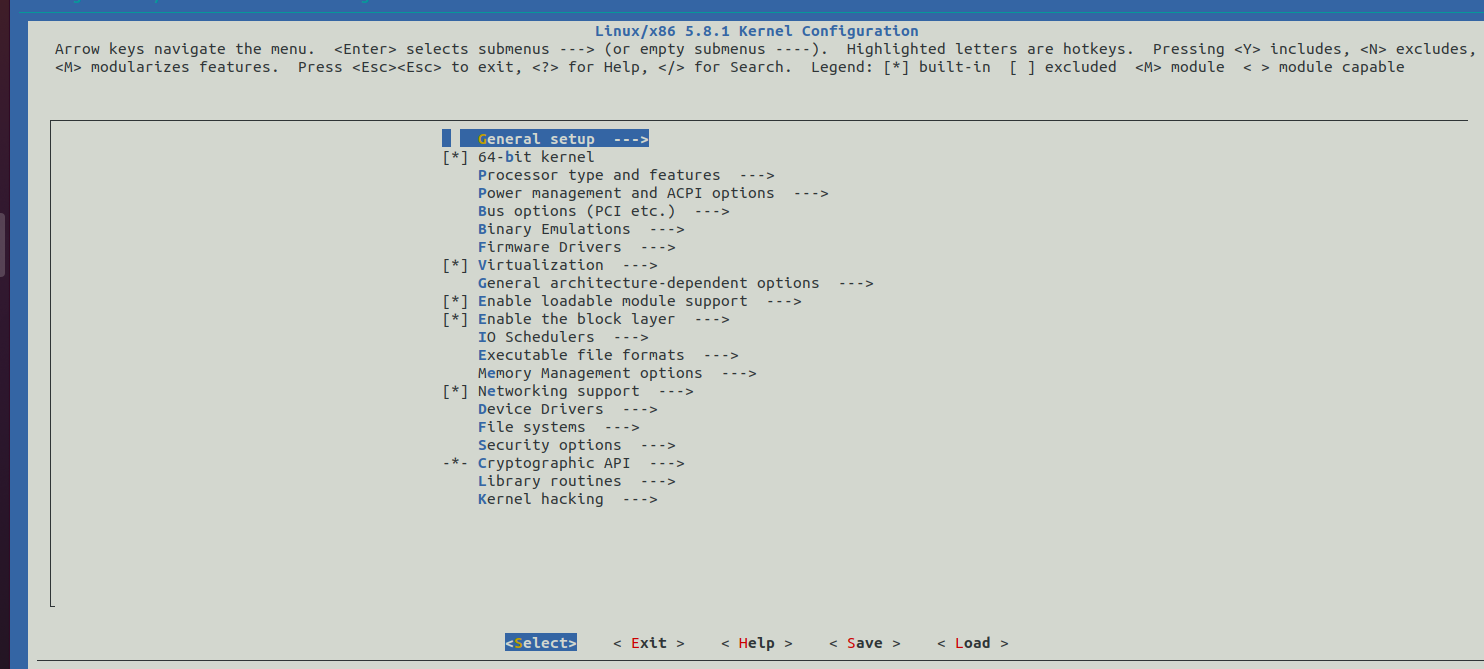 Linux/x86 5.8.1 Kernel Configuration
Arrow keys navigate the menu.  <Enter> selects submenus ---> (or empty submenus ----).  Highlighted letters are hotkeys.  Pressing <Y> includes, <N> excludes,
<M> modularizes features.  Press <Esc><Esc> to exit, <?> for Help, </> for Search.  Legend: [*] built-in  [ ] excluded  <M> module  < > module capable
General setup  --->
[*] 64-bit kernel
Processor type and features  --->
Power management and ACPI options  --->
Bus options (PCI etc.)  --->
Binary Emulations  --->
Firmware Drivers  --->
[*] Virtualization  --->
General architecture-dependent options  --->
[*] Enable loadable module support  --->
[*] Enable the block layer  --->
IO Schedulers  --->
Executable file formats  --->
Memory Management options  --->
[*] Networking support  --->
Device Drivers  --->
File systems  --->
Security options  --->
-*- Cryptographic API  --->
Library routines  --->
Kernel hacking  --->
<Select>    < Exit >    < Help >    < Save >    < Load >